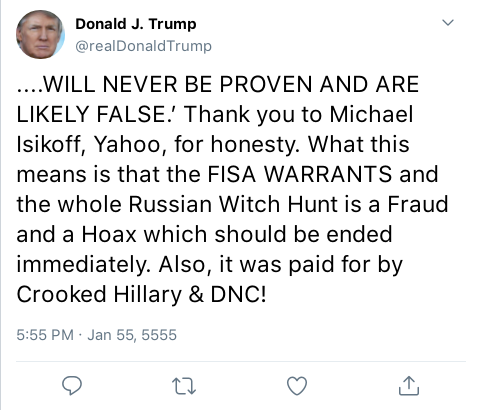 Donald J. Trump
@realDonaldTrump
....WILL NEVER BE PROVEN AND ARE
LIKELY FALSE.’ Thank you to Michael
Isikoff, Yahoo, for honesty. What this
means is that the FISA WARRANTS and
the whole Russian Witch Hunt is a Fraud
and a Hoax which should be ended
immediately. Also, it was paid for by
Crooked Hillary & DNC!
5:55 PM · Jan 55, 5555